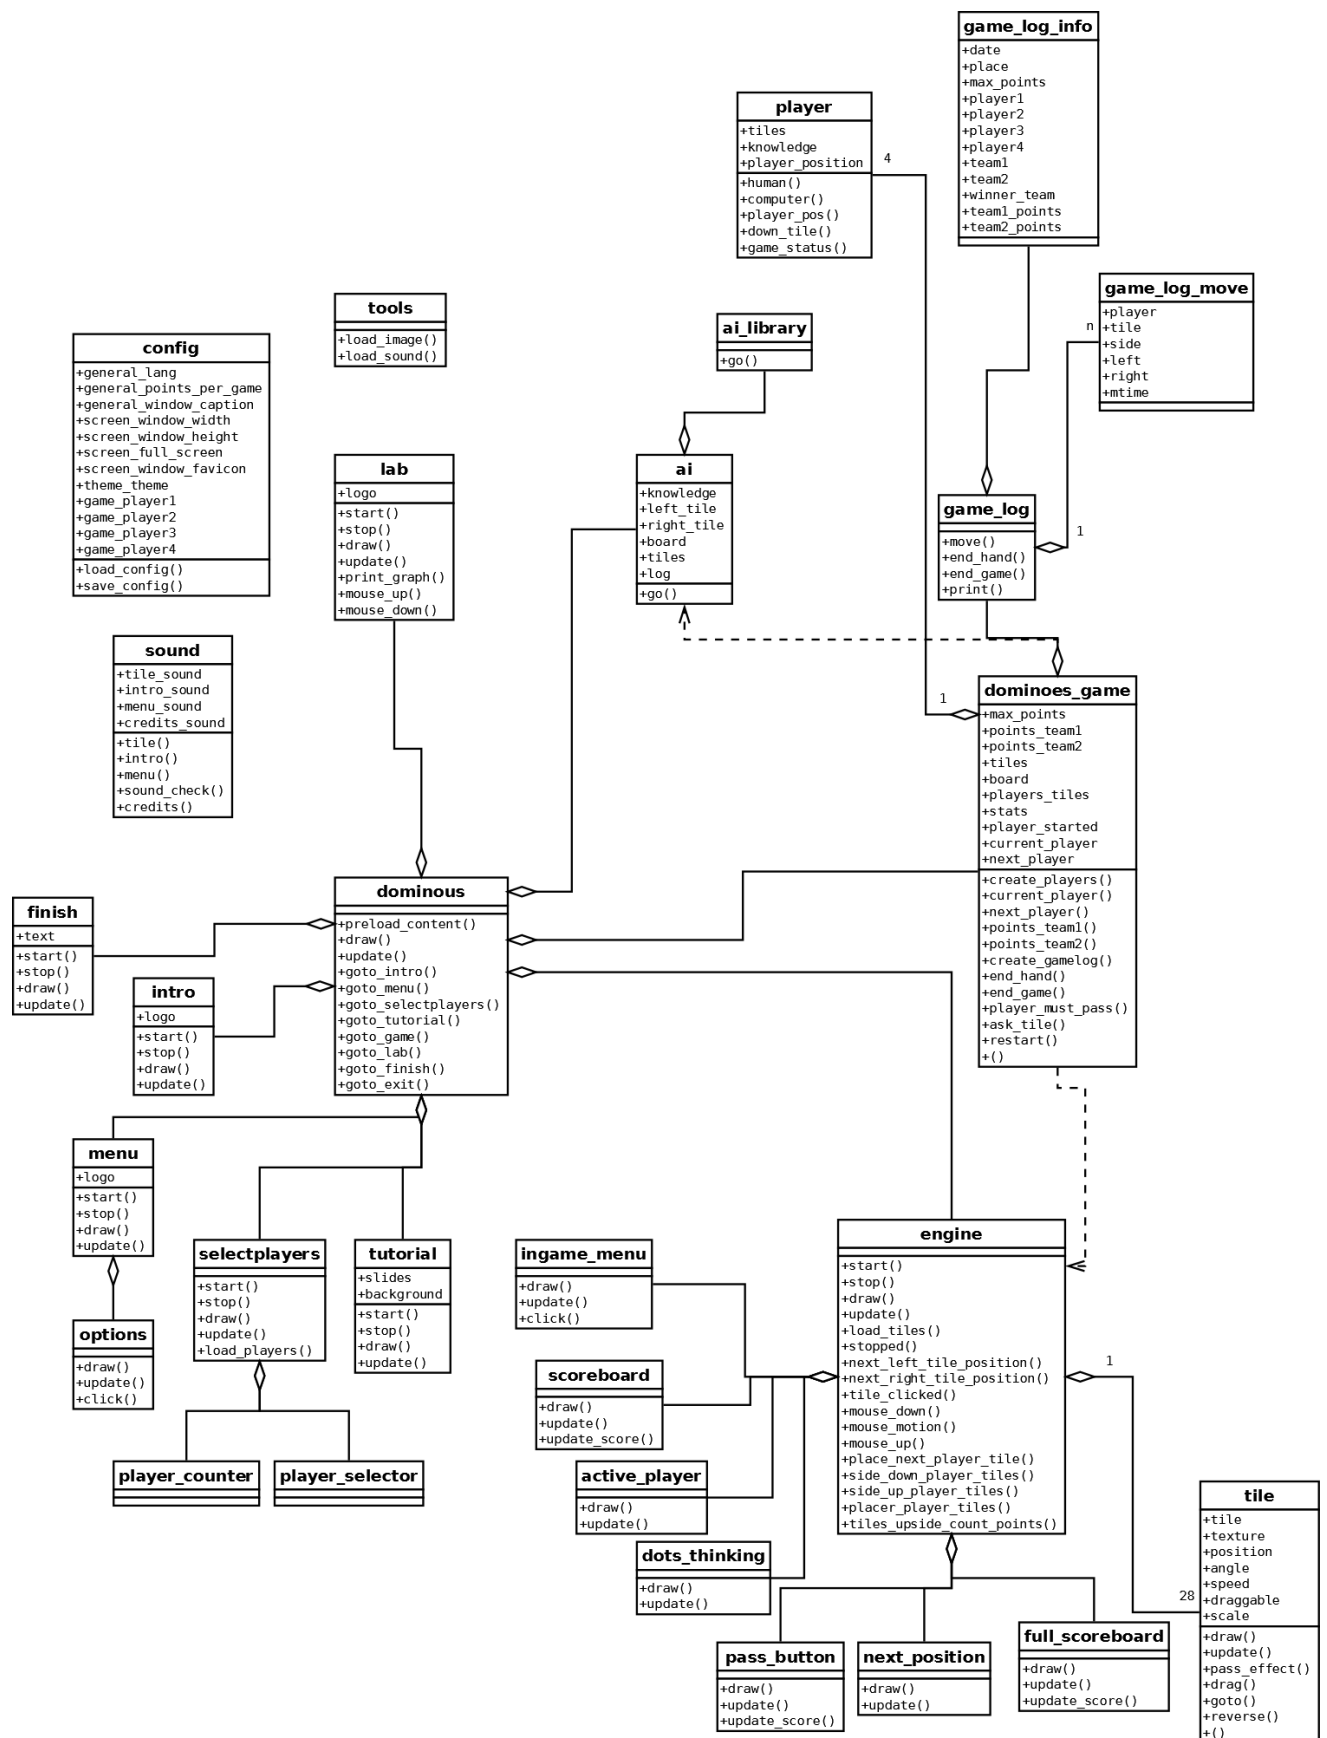 game_log_info
+date
+place
+max_points
+player1
+player2
+player3
+player4
+team1
+team2
+winner_team
+team1_points
+team2_points
player
+tiles
+knowledge
+player_position
+human()
+computer()
+player_pos()
+down_tile()
+game_status()
4
game_log_move
+player
+tile
+side
+left
+right
+mtime
n
tools
+load_image()
+load_sound()
ai_library
+go()
config
+general_lang
+general_points_per_game
+general_window_caption
+screen_window_width
+screen_window_height
+screen_full_screen
+screen_window_favicon
+theme_theme
+game_player1
+game_player2
+game_player3
+game_player4
+load_config()
+save_config()
lab
+logo
+start()
+stop()
+draw()
+update()
+print_graph()
+mouse_up()
+mouse_down()
ai
+knowledge
+left_tile
+right_tile
+board
+tiles
+log
+go()
game_log
+move()
+end_hand()
+end_game()
+print()
1
sound
+tile_sound
+intro_sound
+menu_sound
+credits_sound
+tile()
+intro()
+menu()
+sound_check()
+credits()
1
dominoes_game
+max_points
+points_team1
+points_team2
+tiles
+board
+players_tiles
+stats
+player_started
+current_player
+next_player
+create_players()
+current_player()
+next_player()
+points_team1()
+points_team2()
+create_gamelog()
+end_hand()
+end_game()
+player_must_pass()
+ask_tile()
+restart()
+()
dominous
+preload_content()
+draw()
+update()
+goto_intro()
+goto_menu()
+goto_selectplayers()
+goto_tutorial()
+goto_game()
+goto_lab()
+goto_finish()
+goto_exit()
finish
+text
+start()
+stop()
+draw()
+update()
intro
+logo
+start()
+stop()
+draw()
+update()
menu
+logo
+start()
+stop()
+draw()
+update()
options
+draw()
+update()
+click()
selectplayers
+start()
+stop()
+draw()
+update()
+load_players()
tutorial
+slides
+background
+start()
+stop()
+draw()
+update()
player_counter
player_selector
ingame_menu
+draw()
+update()
+click()
scoreboard
+draw()
+update()
+update_score()
active_player
+draw()
+update()
dots_thinking
+draw()
+update()
engine
+start()
+stop()
+draw()
+update()
+load_tiles()
+stopped()
+next_left_tile_position()
+next_right_tile_position()
+tile_clicked()
+mouse_down()
+mouse_motion()
+mouse_up()
+place_next_player_tile()
+side_down_player_tiles()
+side_up_player_tiles()
+placer_player_tiles()
+tiles_upside_count_points()
1
28
tile
+tile
+texture
+position
+angle
+speed
+draggable
+scale
+draw()
+update()
+pass_effect()
+drag()
+goto()
+reverse()
+()
pass_button
+draw()
+update()
+update_score()
next_position
+draw()
+update()
full_scoreboard
+draw()
+update()
+update_score()